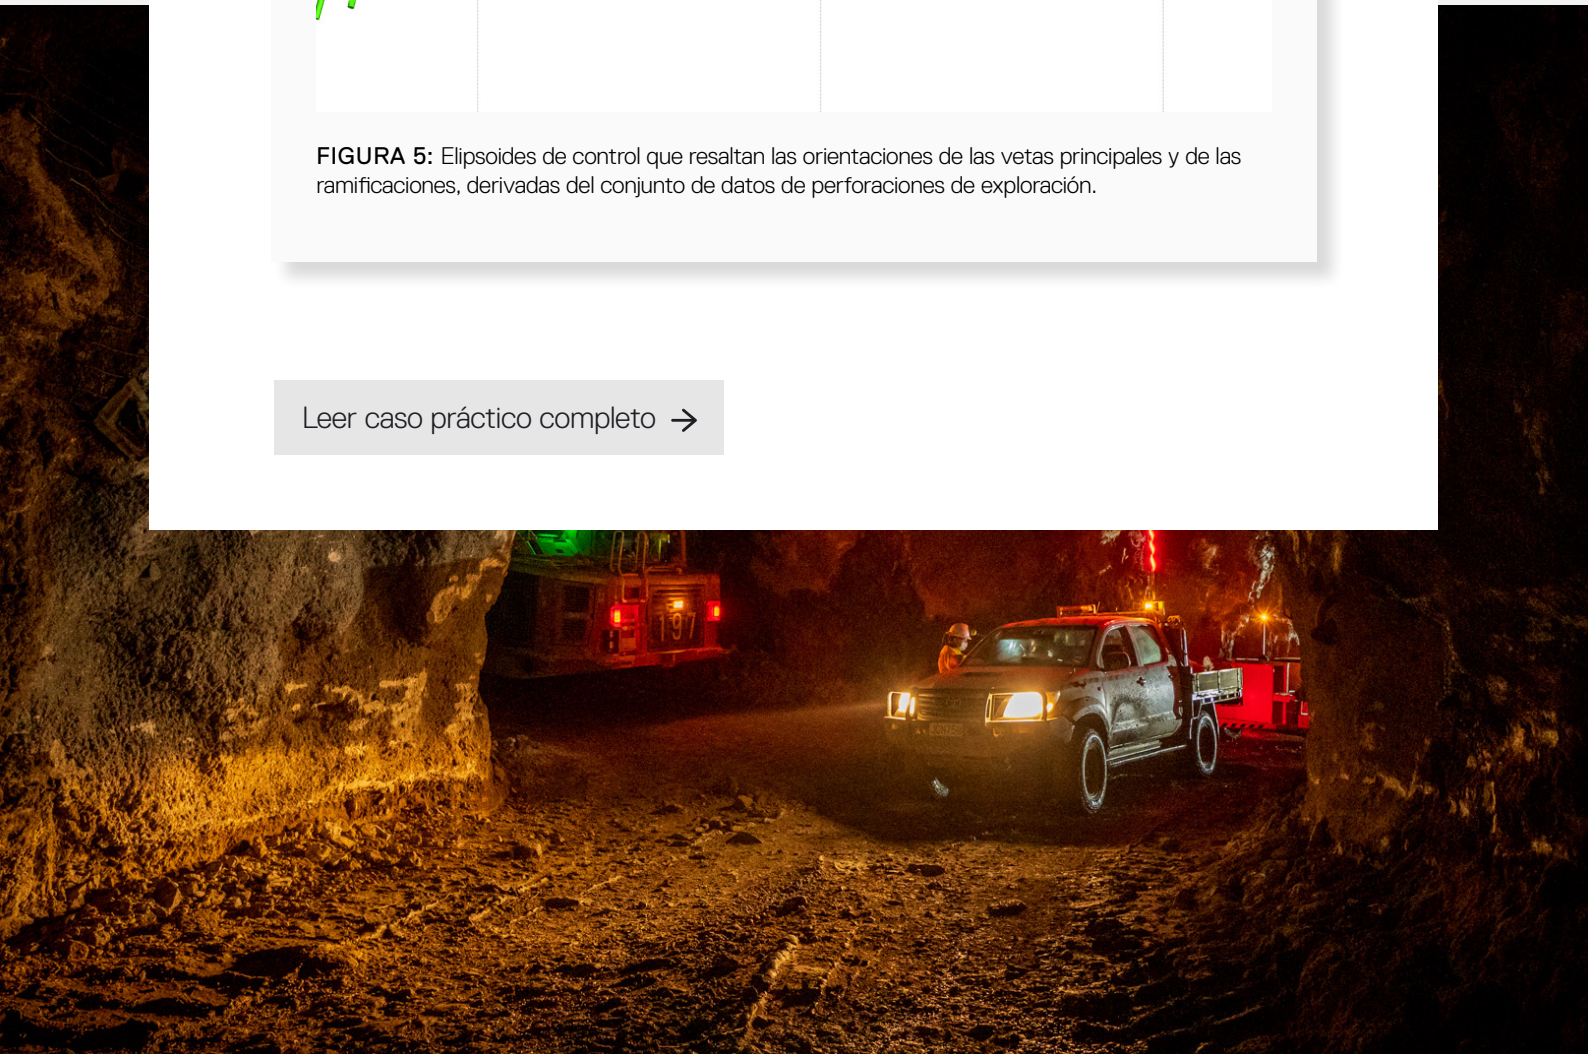 FIGURA 5: Elipsoides de control que resaltan las orientaciones de las vetas principales y de las
ramificaciones, derivadas del conjunto de datos de perforaciones de exploración.
Leer caso práctico completo
197